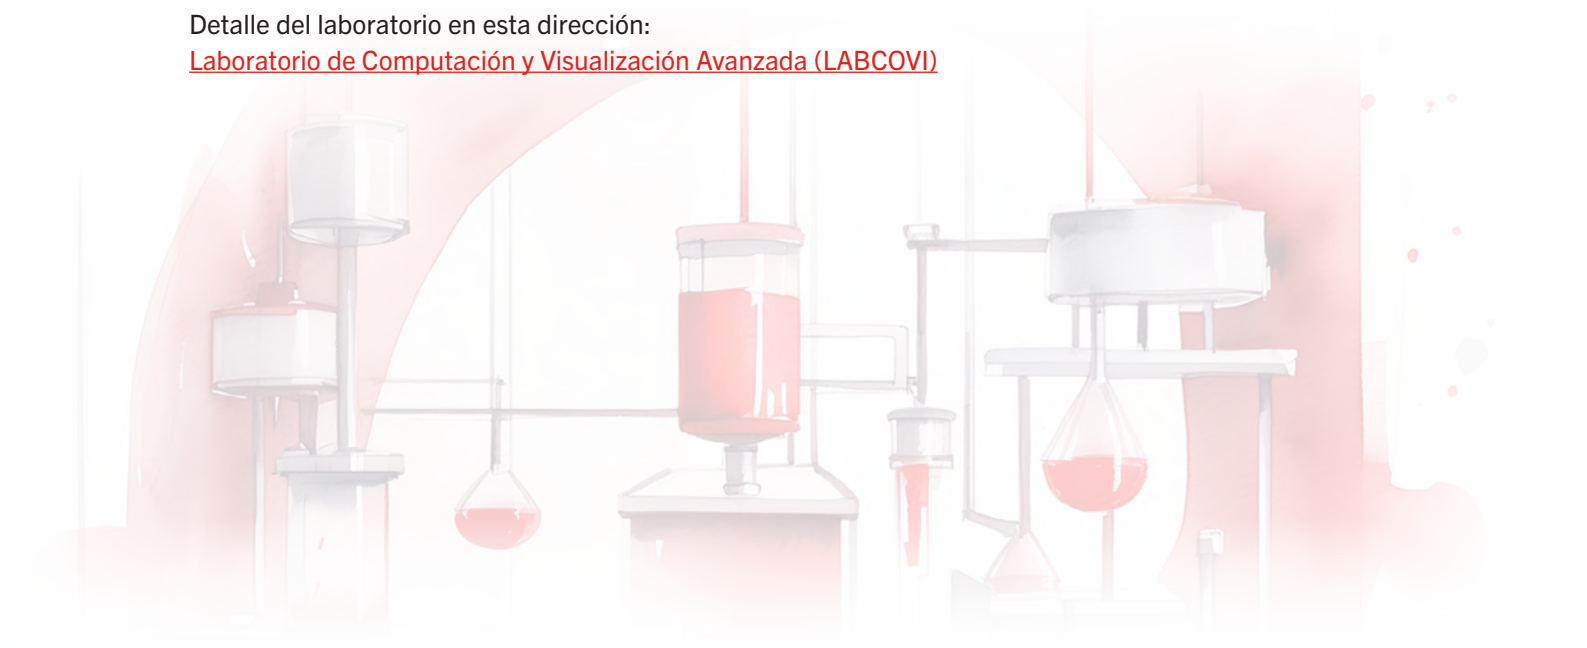 Detalle del laboratorio en esta dirección:
Laboratorio de Computación y Visualización Avanzada (LABCOVI)